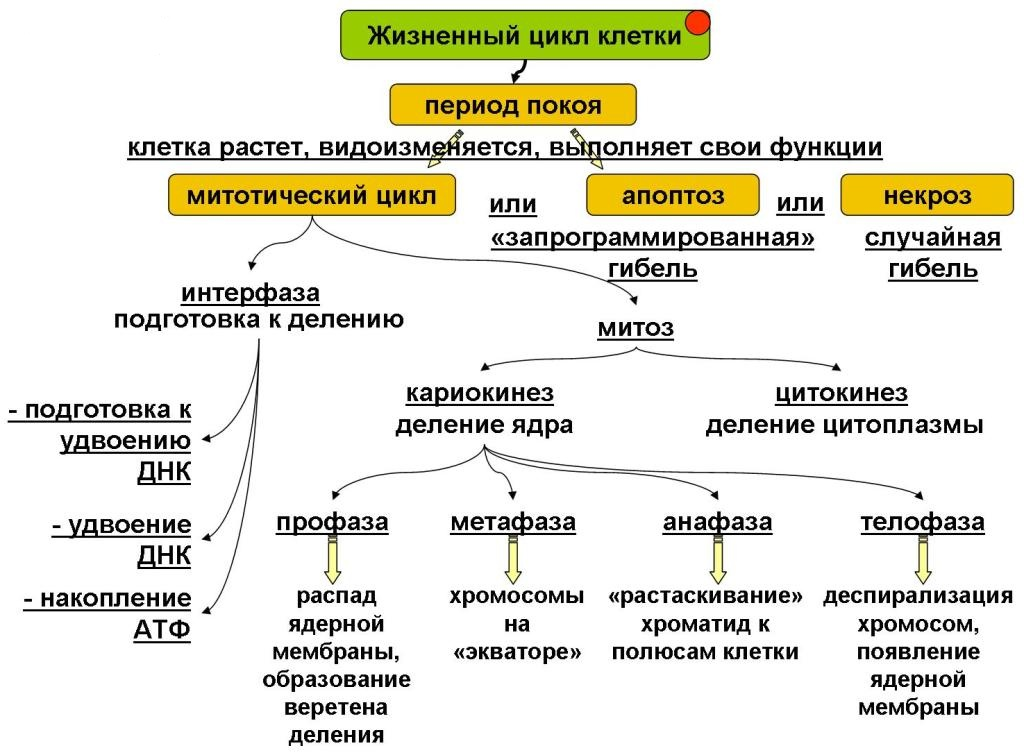 Жизненный цикл клетки
период покоя
клетка растет, видоизменяется, выполняет свои функции
митотический цикл
или
апоптоз
или
некроз
«запрограммированная»
гибель
случайная
гибель
интерфаза
подготовка к делению
митоз
кариокинез
деление ядра
цитокинез
деление цитоплазмы
- подготовка к
удвоению
ДНК
- удвоение
ДНК
- накопление
АТФ
профаза
метафаза
анафаза
телофаза
распад
ядерной
мембраны,
образование
веретена
деления
хромосомы
на
«экваторе»
«растаскивание»
хроматид к
полюсам клетки
деспирализация
хромосом,
появление
ядерной
мембраны